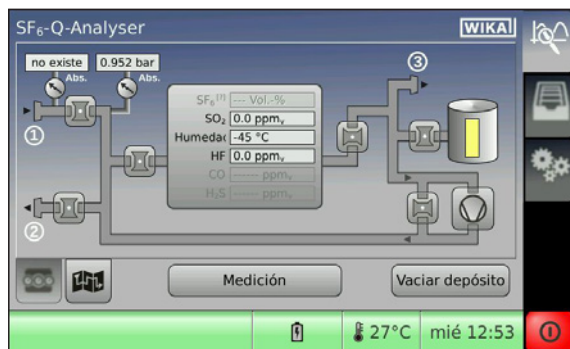 SF₆-Q-Analyser
WIKA
no existe
0.952 bar
Abs.
Abs.
③
SF₆ [?] --- Vol.-%
SO₂ 0.0 ppmᵥ
Humedad -45 °C
HF 0.0 ppmᵥ
CO ------ ppmᵥ
H₂S ------ ppmᵥ
①
②
Medición
Vaciar depósito
27°C
mié 12:53